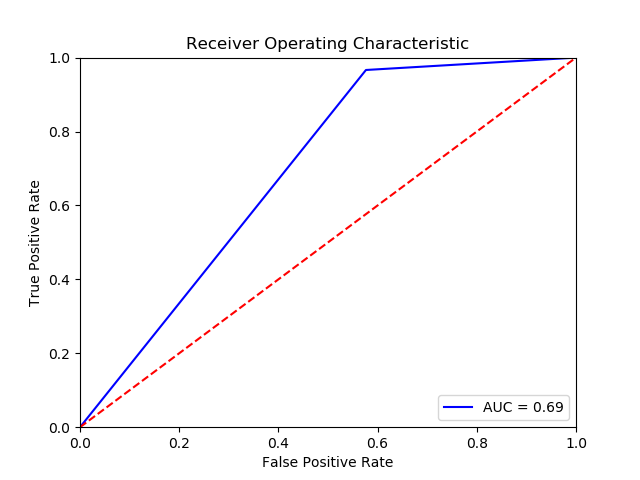 Receiver Operating Characteristic
True Positive Rate
1.0
0.8
0.6
0.4
0.2
0.0
AUC = 0.69
0.0 0.2 0.4 0.6 0.8 1.0
False Positive Rate